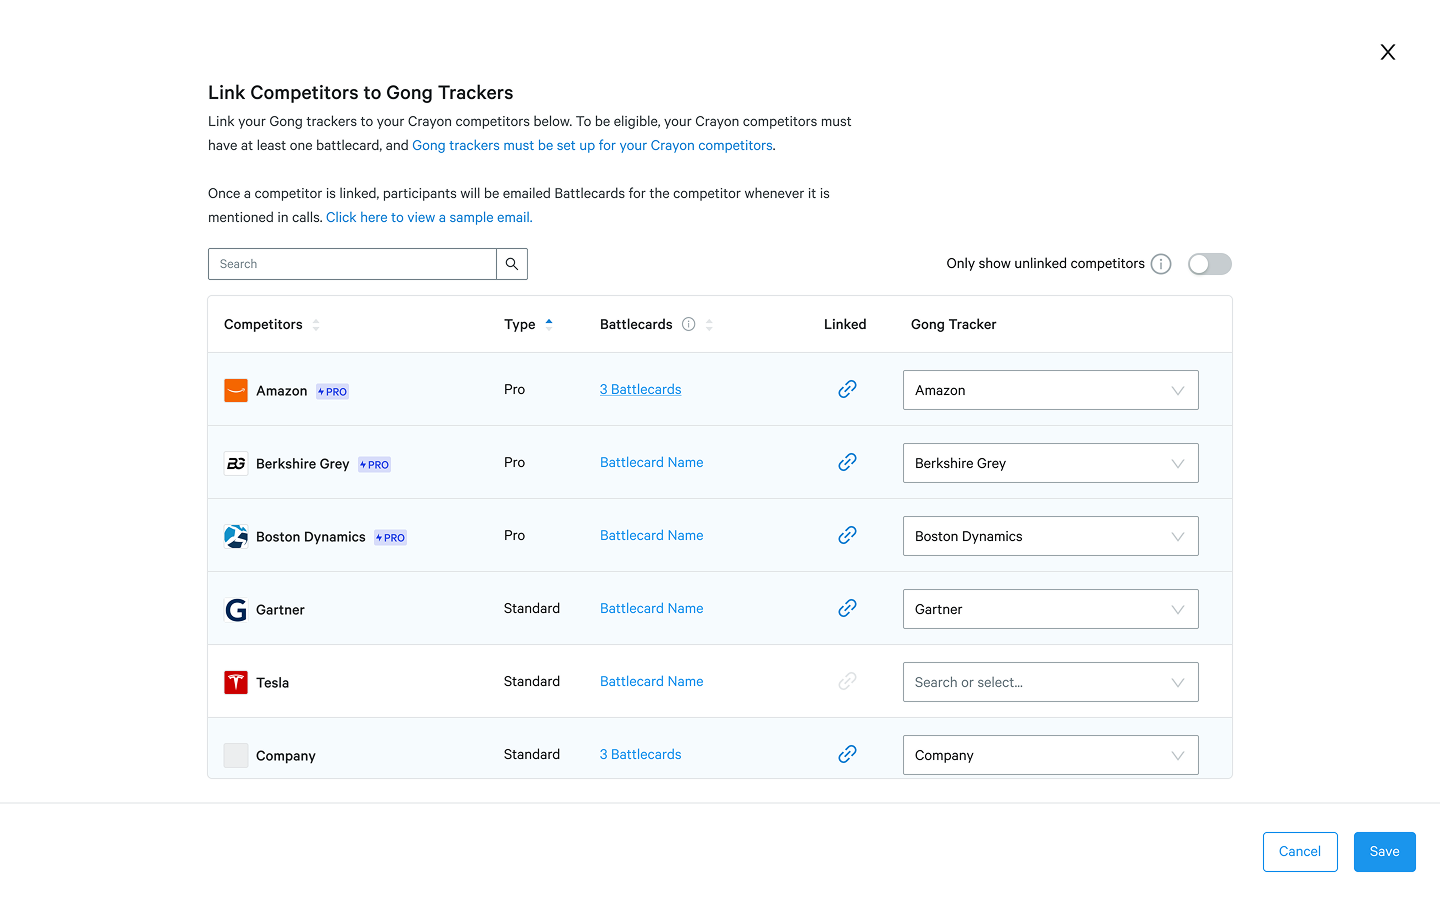 Link Competitors to Gong Trackers
Link your Gong trackers to your Crayon competitors below. To be eligible, your Crayon competitors must
have at least one battlecard, and Gong trackers must be set up for your Crayon competitors.
Once a competitor is linked, participants will be emailed Battlecards for the competitor whenever it is
mentioned in calls. Click here to view a sample email.
Search
Only show unlinked competitors
Competitors Type Battlecards Linked Gong Tracker
Amazon PRO Pro 3 Battlecards Amazon
BG Berkshire Grey PRO Pro Battlecard Name Berkshire Grey
Boston Dynamics PRO Pro Battlecard Name Boston Dynamics
G Gartner Standard Battlecard Name Gartner
Tesla Standard Battlecard Name Search or select...
Company Standard 3 Battlecards Company
Cancel Save